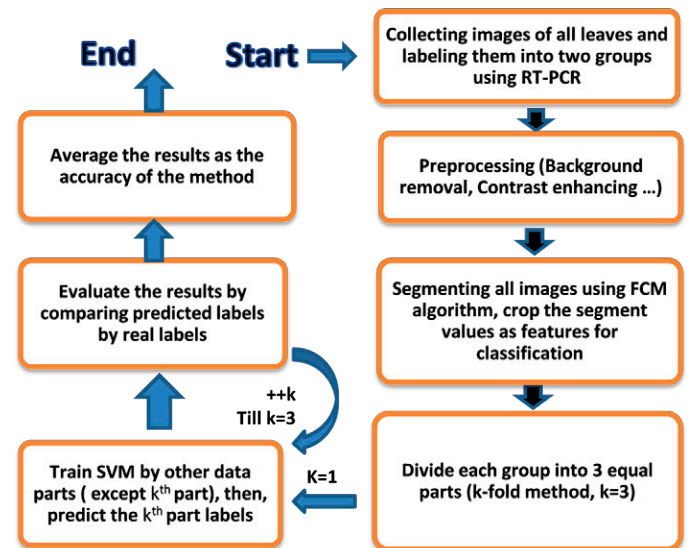 Start
Collecting images of all leaves and
labeling them into two groups
using RT-PCR
Preprocessing (Background
removal, Contrast enhancing ...)
Segmenting all images using FCM
algorithm, crop the segment
values as features for
classification
Divide each group into 3 equal
parts (k-fold method, k=3)
K=1
Train SVM by other data
parts ( except kth part), then,
predict the kth part labels
++k
Till k=3
Evaluate the results by
comparing predicted labels
by real labels
Average the results as the
accuracy of the method
End